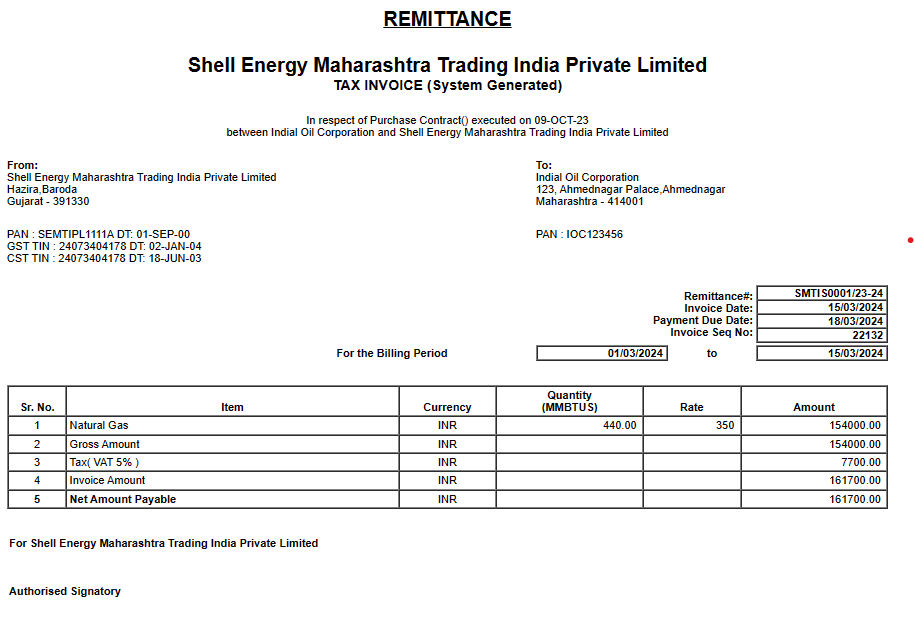 REMITTANCE
Shell Energy Maharashtra Trading India Private Limited
TAX INVOICE (System Generated)
In respect of Purchase Contract() executed on 09-OCT-23
between Indial Oil Corporation and Shell Energy Maharashtra Trading India Private Limited
From: To:
Shell Energy Maharashtra Trading India Private Limited Indial Oil Corporation
Hazira,Baroda 123, Ahmednagar Palace,Ahmednagar
Gujarat - 391330 Maharashtra - 414001
PAN : SEMTIPL1111A DT: 01-SEP-00 PAN : IOC123456
GST TIN : 24073404178 DT: 02-JAN-04
CST TIN : 24073404178 DT: 18-JUN-03
Remittance#: SMTIS0001/23-24
Invoice Date: 15/03/2024
Payment Due Date: 18/03/2024
Invoice Seq No: 22132
For the Billing Period 01/03/2024 to 15/03/2024
Sr. No. Item Currency Quantity (MMBTUS) Rate Amount
1 Natural Gas INR 440.00 350 154000.00
2 Gross Amount INR 154000.00
3 Tax( VAT 5% ) INR 7700.00
4 Invoice Amount INR 161700.00
5 Net Amount Payable INR 161700.00
For Shell Energy Maharashtra Trading India Private Limited
Authorised Signatory